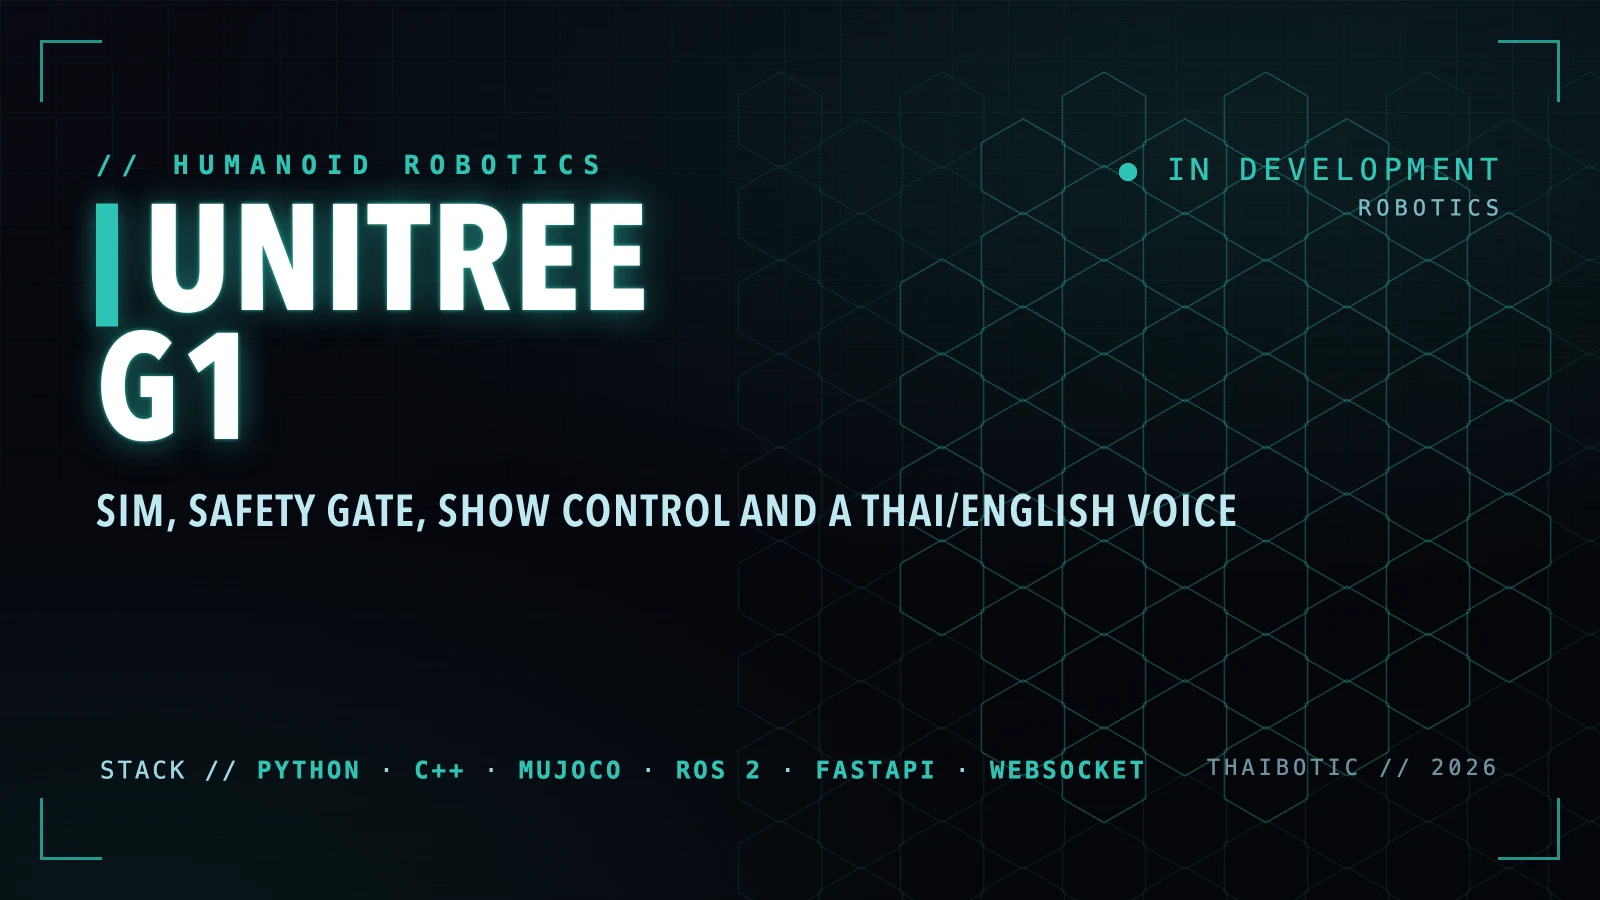 // HUMANOID ROBOTICS
● IN DEVELOPMENT
ROBOTICS
UNITREE
G1
SIM, SAFETY GATE, SHOW CONTROL AND A THAI/ENGLISH VOICE
STACK // PYTHON · C++ · MUJOCO · ROS 2 · FASTAPI · WEBSOCKET
THAIBOTIC // 2026